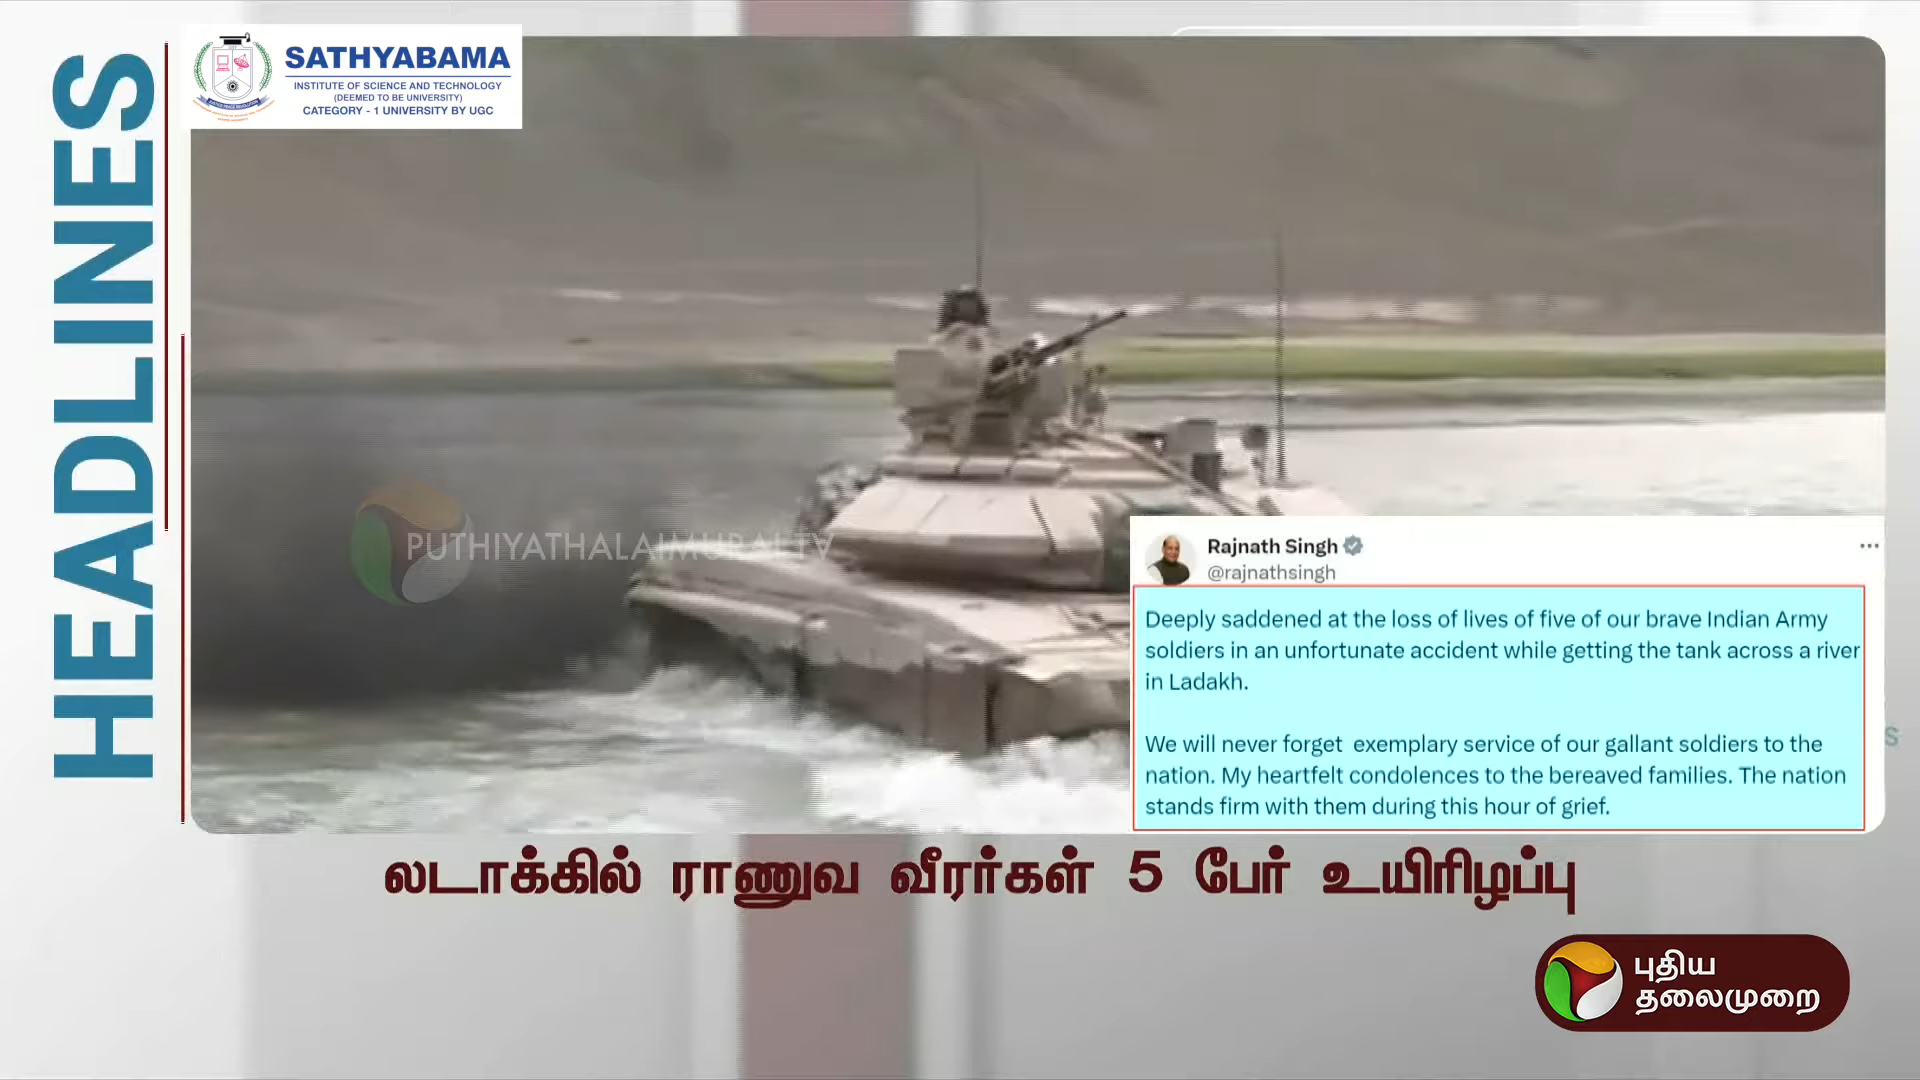 HEADLINES
SATHYABAMA
INSTITUTE OF SCIENCE AND TECHNOLOGY
(DEEMED TO BE UNIVERSITY)
CATEGORY - 1 UNIVERSITY BY UGC
PUTHIYATHALAIMURAI TV
Rajnath Singh
@rajnathsingh
Deeply saddened at the loss of lives of five of our brave Indian Army
soldiers in an unfortunate accident while getting the tank across a river
in Ladakh.
We will never forget exemplary service of our gallant soldiers to the
nation. My heartfelt condolences to the bereaved families. The nation
stands firm with them during this hour of grief.
லடாக்கில் ராணுவ வீரர்கள் 5 பேர் உயிரிழப்பு
புதிய
தலைமுறை